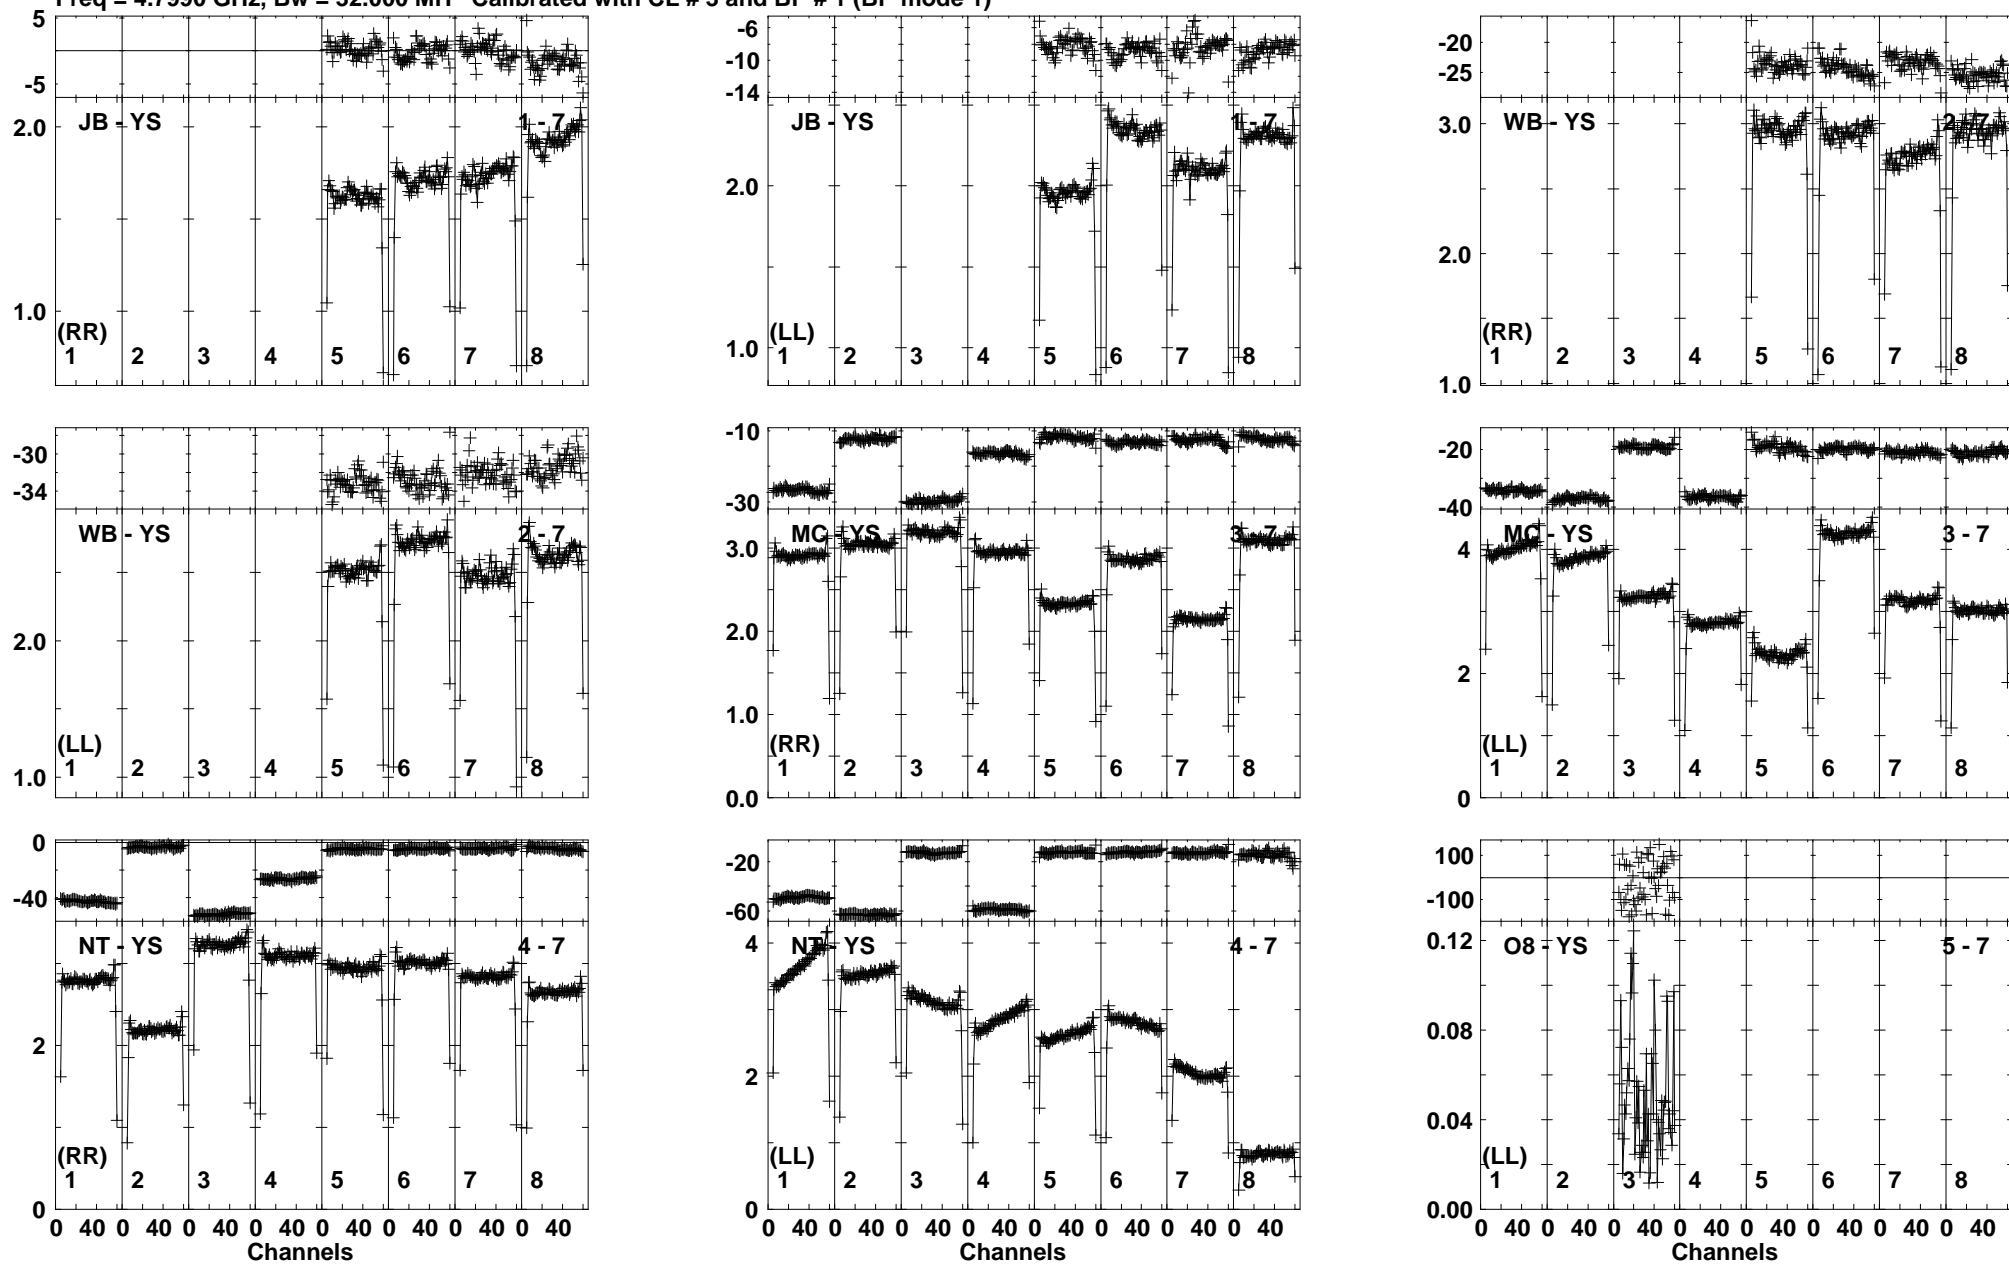 Freq = 4.7990 GHz, Bw = 32.000 MH Calibrated with CL # 3 and BP # 1 (BP mode 1)
5
-5
JB - YS
1 - 7
2.0
1.0
(RR)
1 2 3 4 5 6 7 8
-6
-10
-14
JB - YS
1 - 7
2.0
1.0
(LL)
1 2 3 4 5 6 7 8
-20
-25
WB - YS
2 - 7
3.0
2.0
1.0
(RR)
1 2 3 4 5 6 7 8
-30
-34
WB - YS
2 - 7
2.0
1.0
(LL)
1 2 3 4 5 6 7 8
-10
-30
MC - YS
3 - 7
3.0
2.0
1.0
0.0
(RR)
1 2 3 4 5 6 7 8
-20
-40
MC - YS
3 - 7
4
2
0
(LL)
1 2 3 4 5 6 7 8
0
-40
NT - YS
4 - 7
2
0
(RR)
1 2 3 4 5 6 7 8
0 40 0 40 0 40 0 40 0 40 0 40 0 40 0 40
Channels
-20
-60
NT - YS
4 - 7
4
2
0
(LL)
1 2 3 4 5 6 7 8
0 40 0 40 0 40 0 40 0 40 0 40 0 40 0 40
Channels
100
-100
O8 - YS
5 - 7
0.12
0.08
0.04
0.00
(LL)
1 2 3 4 5 6 7 8
0 40 0 40 0 40 0 40 0 40 0 40 0 40 0 40
Channels